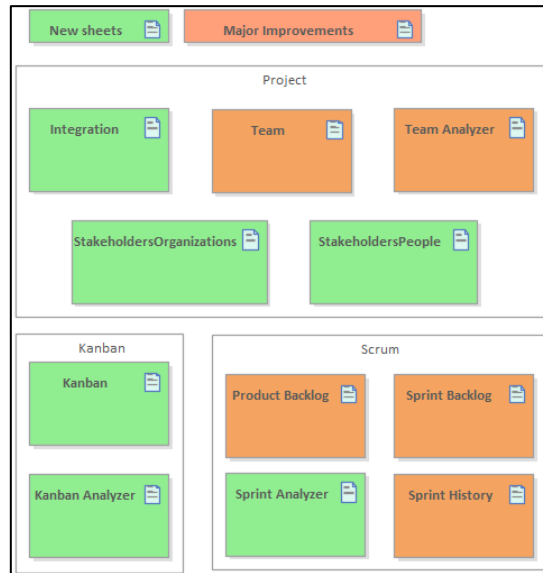 New sheets
Major Improvements
Project
Integration
Team
Team Analyzer
StakeholdersOrganizations
StakeholdersPeople
Kanban
Kanban
Kanban Analyzer
Scrum
Product Backlog
Sprint Backlog
Sprint Analyzer
Sprint History